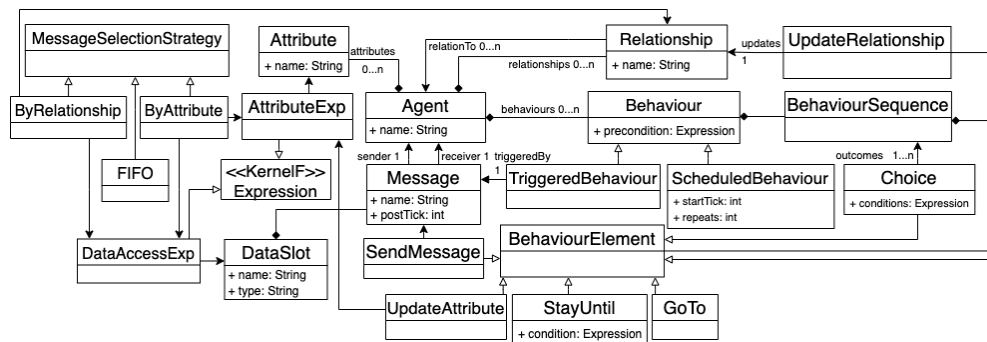 MessageSelectionStrategy
Attribute
+ name: String
attributes
0...n
relationTo 0...n
relationships 0...n
Relationship
+ name: String
updates
1
UpdateRelationship
ByRelationship
ByAttribute
AttributeExp
Agent
+ name: String
behaviours 0...n
Behaviour
+ precondition: Expression
BehaviourSequence
FIFO
<<KernelF>>
Expression
sender 1
receiver 1
triggeredBy
1
outcomes 1...n
Message
+ name: String
+ postTick: int
TriggeredBehaviour
ScheduledBehaviour
+ startTick: int
+ repeats: int
Choice
+ conditions: Expression
DataAccessExp
DataSlot
+ name: String
+ type: String
SendMessage
BehaviourElement
UpdateAttribute
StayUntil
+ condition: Expression
GoTo